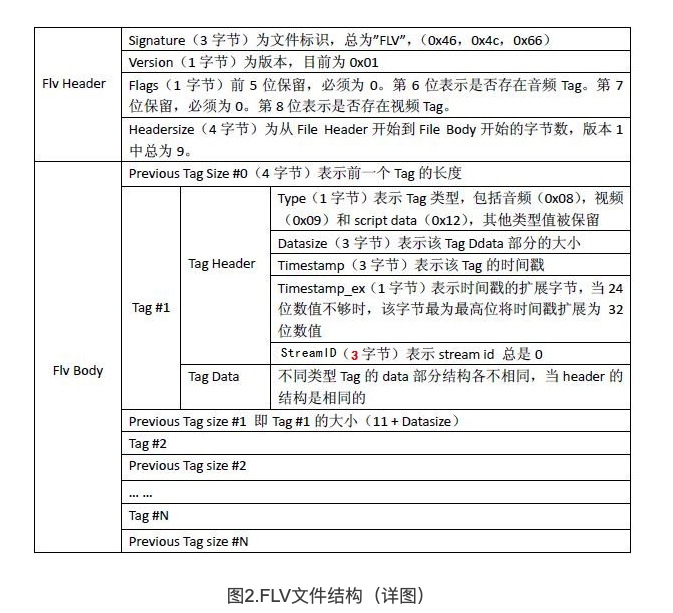 Flv Header
Signature（3 字节）为文件标识，总为”FLV”，（0x46，0x4c，0x66）
Version（1 字节）为版本，目前为 0x01
Flags（1 字节）前 5 位保留，必须为 0。第 6 位表示是否存在音频 Tag。第 7
位保留，必须为 0。第 8 位表示是否存在视频 Tag。
Headersize（4 字节）为从 File Header 开始到 File Body 开始的字节数，版本 1
中总为 9。
Flv Body
Previous Tag Size #0（4 字节）表示前一个 Tag 的长度
Tag #1
Tag Header
Type（1 字节）表示 Tag 类型，包括音频（0x08），视频
（0x09）和 script data（0x12），其他类型值被保留
Datasize（3 字节）表示该 Tag Ddata 部分的大小
Timestamp（3 字节）表示该 Tag 的时间戳
Timestamp_ex（1 字节）表示时间戳的扩展字节，当 24
位数值不够时，该字节最为最高位将时间戳扩展为 32
位数值
StreamID（3 字节）表示 stream id 总是 0
Tag Data
不同类型 Tag 的 data 部分结构各不相同，当 header 的
结构是相同的
Previous Tag size #1 即 Tag #1 的大小（11 + Datasize）
Tag #2
Previous Tag size #2
... ...
Tag #N
Previous Tag size #N
图2.FLV文件结构（详图）